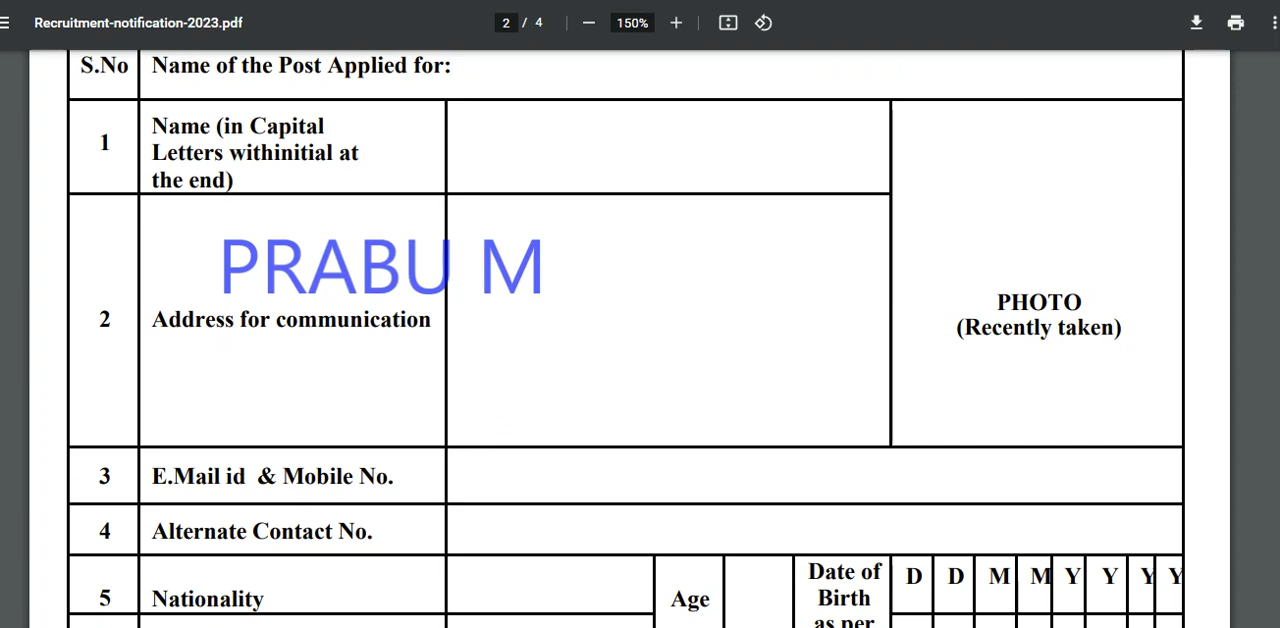 Recruitment-notification-2023.pdf 2 / 4 150%
S.No Name of the Post Applied for:
1 Name (in Capital
Letters withinitial at
the end)
PRABU M
2 Address for communication
PHOTO
(Recently taken)
3 E.Mail id & Mobile No.
4 Alternate Contact No.
5 Nationality
Age
Date of
Birth
as per
D D M M Y Y Y Y